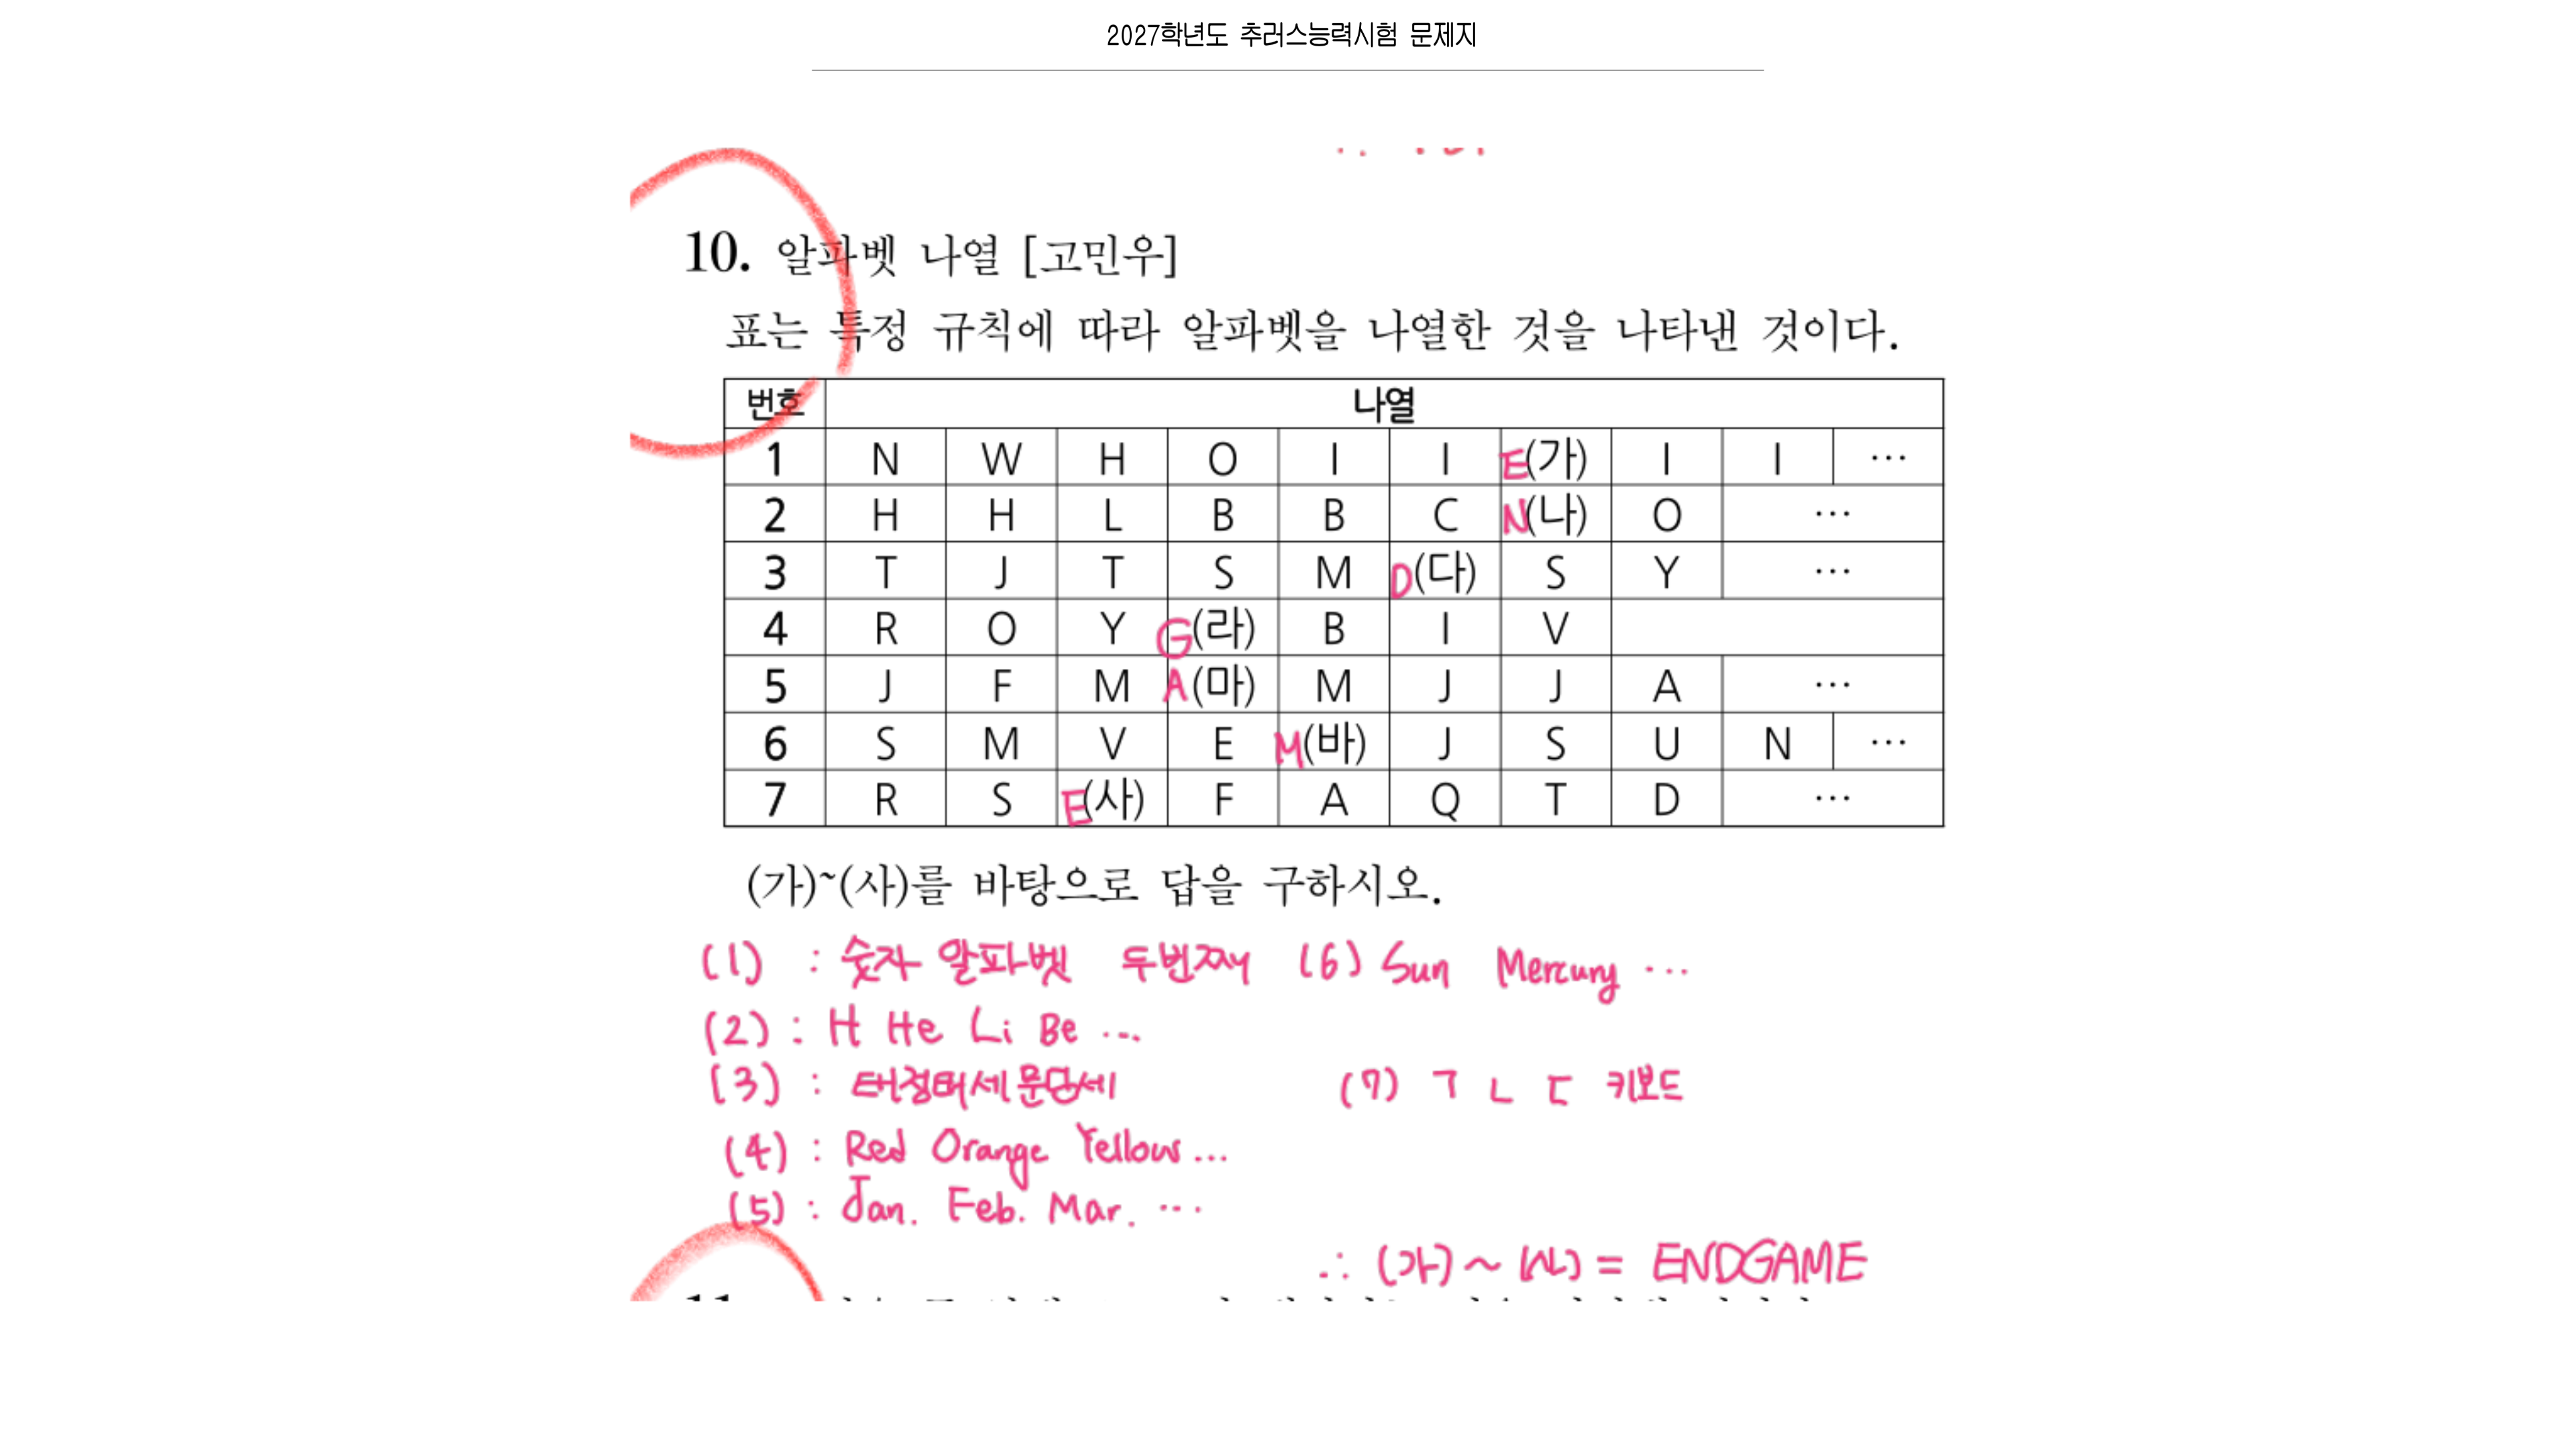 2027학년도 추러스능력시험 문제지
10. 알파벳 나열 [고민우]
표는 특정 규칙에 따라 알파벳을 나열한 것을 나타낸 것이다.
번호 나열
1 N W H O I I E(가) I I ⋯
2 H H L B B C N(나) O ⋯
3 T J T S M D(다) S Y ⋯
4 R O Y G(라) B I V
5 J F M A(마) M J J A ⋯
6 S M V E M(바) J S U N ⋯
7 R S E(사) F A Q T D ⋯
(가)~(사)를 바탕으로 답을 구하시오.
(1) : 숫자 알파벳 두번째 (6) Sun Mercury ⋯
(2) : H He Li Be ⋯
(3) : 태정태세문단세 (7) ㄱ ㄴ ㄷ 키보드
(4) : Red Orange Yellow ⋯
(5) : Jan. Feb. Mar. ⋯
∴ (가) ~ (사) = ENDGAME